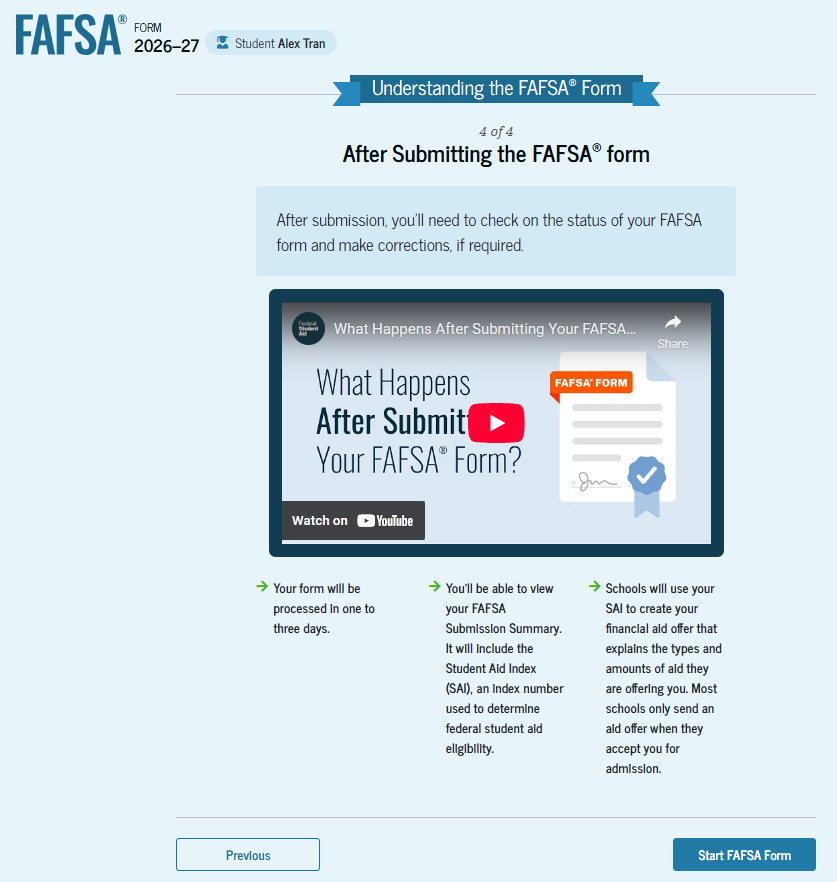 FAFSA®
FORM
2026–27
Student Alex Tran
Understanding the FAFSA® Form
4 of 4
After Submitting the FAFSA® form
After submission, you'll need to check on the status of your FAFSA
form and make corrections, if required.
Federal
Student
Aid
What Happens After Submitting Your FAFSA...
Share
What Happens
After Submit
Your FAFSA® Form?
FAFSA® FORM
Watch on YouTube
Your form will be
processed in one to
three days.
You'll be able to view
your FAFSA
Submission Summary.
It will include the
Student Aid Index
(SAI), an index number
used to determine
federal student aid
eligibility.
Schools will use your
SAI to create your
financial aid offer that
explains the types and
amounts of aid they
are offering you. Most
schools only send an
aid offer when they
accept you for
admission.
Previous
Start FAFSA Form